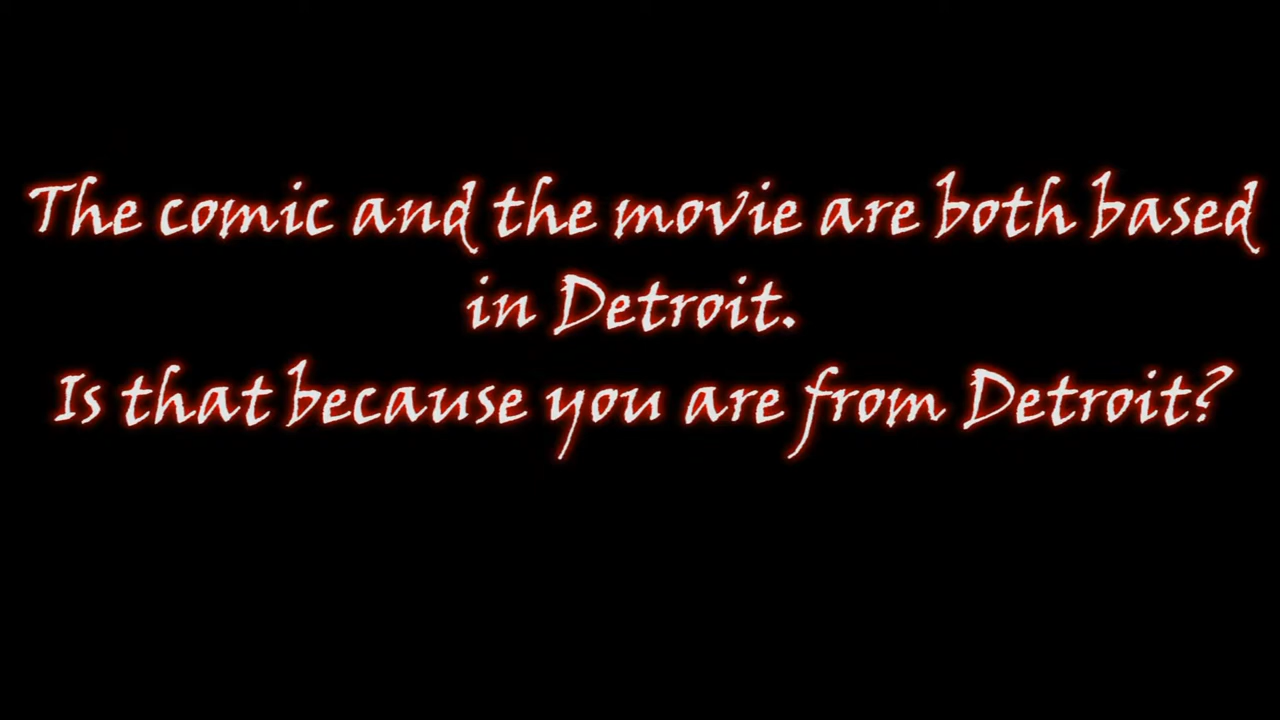 The comic and the movie are both based
in Detroit.
Is that because you are from Detroit?